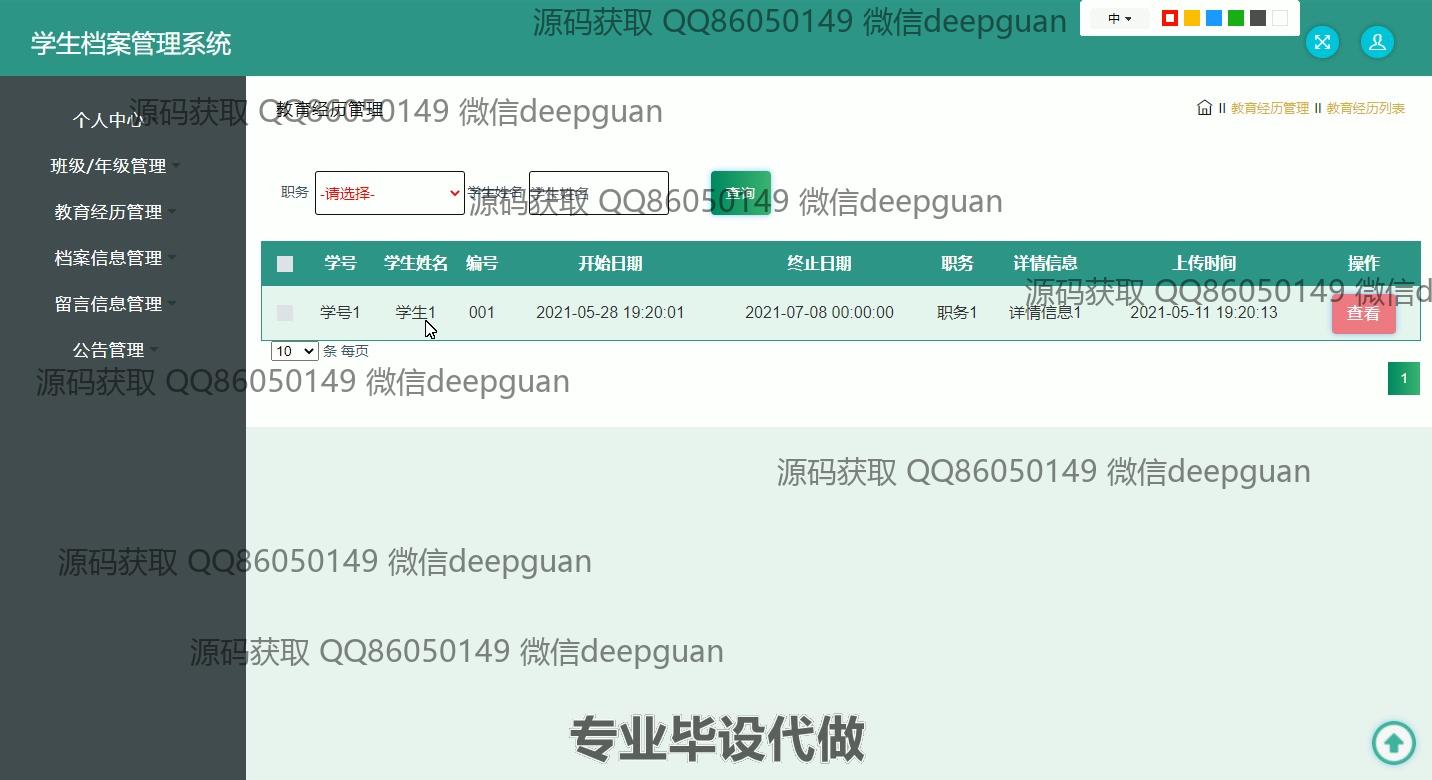 源码获取 QQ86050149 微信deepguan
中
学生档案管理系统
个人中心
班级/年级管理
教育经历管理
档案信息管理
留言信息管理
公告管理
源码获取 QQ86050149 微信deepguan
教育经历管理
教育经历管理 教育经历列表
职务 -请选择- 学生姓名 学生姓名 查询
源码获取 QQ86050149 微信deepguan
学号 学生姓名 编号 开始日期 终止日期 职务 详情信息 上传时间 操作
源码获取 QQ86050149 微信d
学号1 学生1 001 2021-05-28 19:20:01 2021-07-08 00:00:00 职务1 详情信息1 2021-05-11 19:20:13 查看
10 条 每页
源码获取 QQ86050149 微信deepguan
1
源码获取 QQ86050149 微信deepguan
源码获取 QQ86050149 微信deepguan
源码获取 QQ86050149 微信deepguan
专业毕设代做